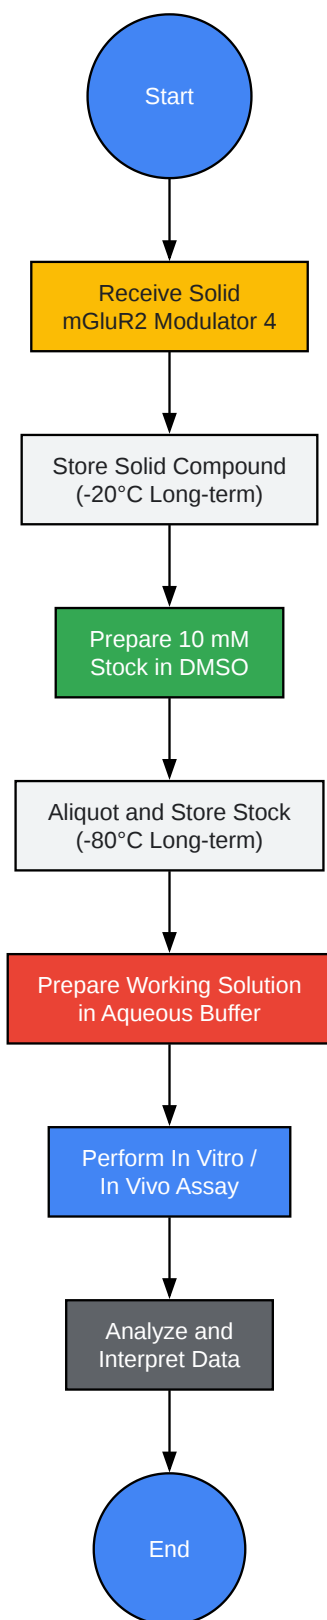 Start
Receive Solid
mGluR2 Modulator 4
Store Solid Compound
(-20°C Long-term)
Prepare 10 mM
Stock in DMSO
Aliquot and Store Stock
(-80°C Long-term)
Prepare Working Solution
in Aqueous Buffer
Perform In Vitro /
In Vivo Assay
Analyze and
Interpret Data
End